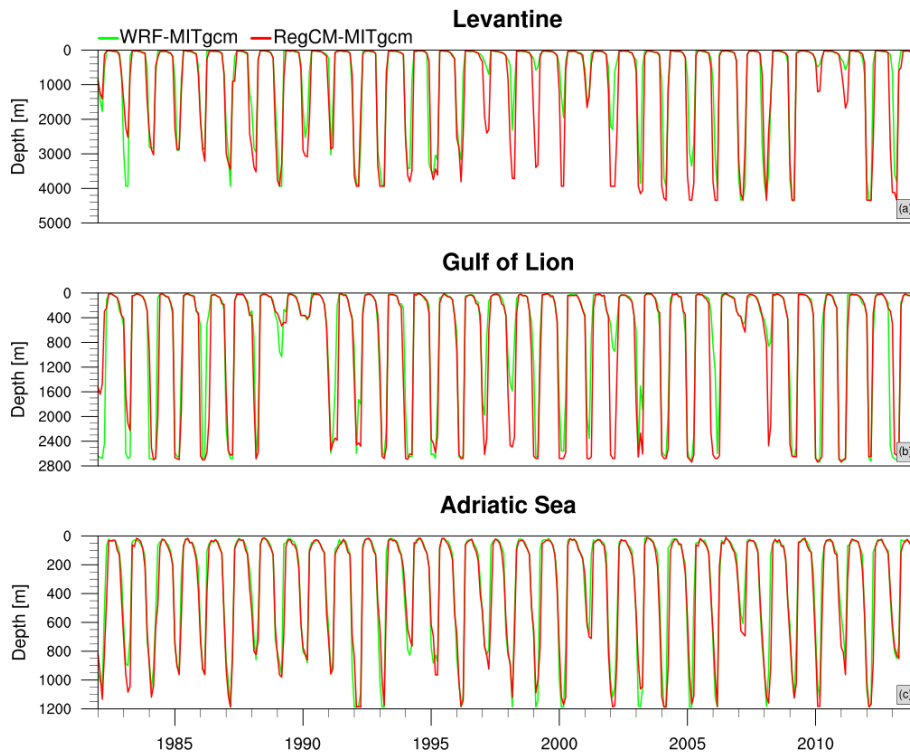 Levantine
WRF-MITgcm
RegCM-MITgcm
Depth [m]
0
1000
2000
3000
4000
5000
(a)
Gulf of Lion
Depth [m]
0
400
800
1200
1600
2000
2400
2800
(b)
Adriatic Sea
Depth [m]
0
200
400
600
800
1000
1200
(c)
1985 1990 1995 2000 2005 2010